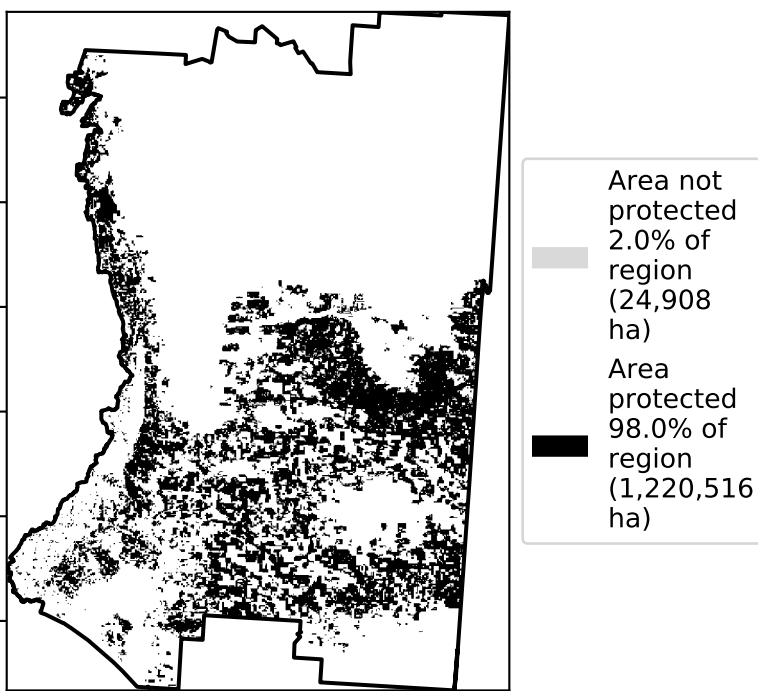 Area not
protected
2.0% of
region
(24,908
ha)
Area
protected
98.0% of
region
(1,220,516
ha)